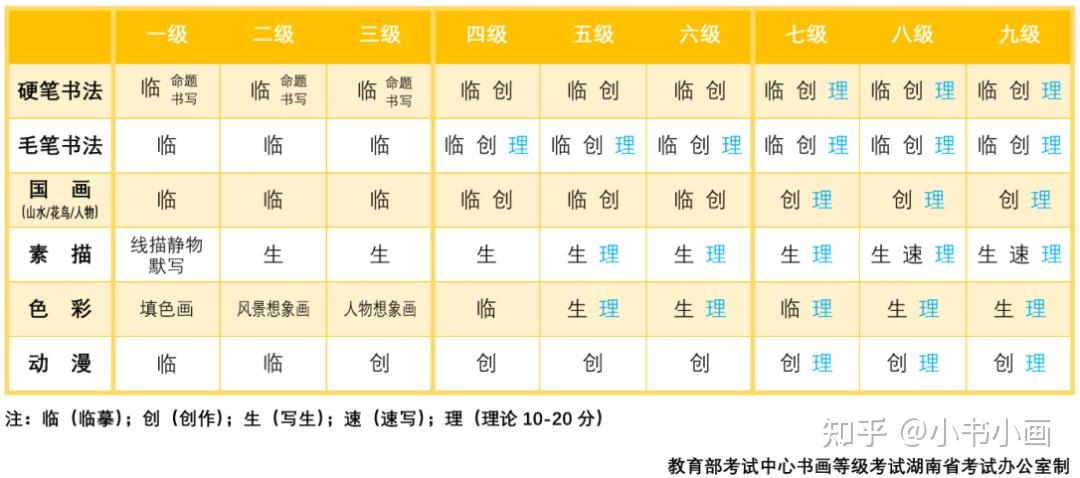 一级 二级 三级 四级 五级 六级 七级 八级 九级
硬笔书法 临 命题书写 临 命题书写 临 命题书写 临 创 临 创 临 创 临 创 理 临 创 理 临 创 理
毛笔书法 临 临 临 临 创 理 临 创 理 临 创 理 临 创 理 临 创 理 临 创 理
国 画 临 临 临 临 创 临 创 临 创 创 理 创 理 创 理
(山水/花鸟/人物)
素 描 线描静物默写 生 生 生 生 理 生 理 生 理 生 速 理 生 速 理
色 彩 填色画 风景想象画 人物想象画 临 生 理 生 理 临 理 生 理 生 理
动 漫 临 临 创 创 创 创 创 理 创 理 创 理
注：临（临摹）；创（创作）；生（写生）；速（速写）；理（理论 10-20 分）
知乎 @小书小画
教育部考试中心书画等级考试湖南省考试办公室制